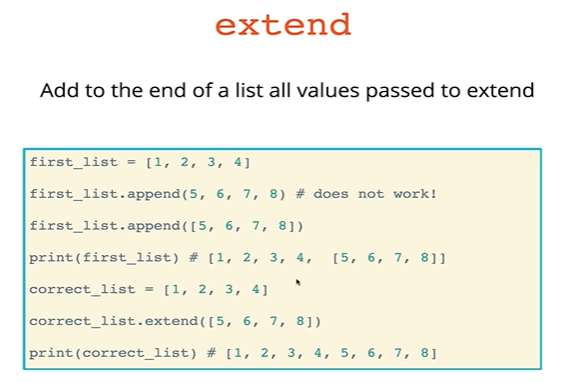 extend
Add to the end of a list all values passed to extend
first_list = [1, 2, 3, 4]
first_list.append(5, 6, 7, 8) # does not work!
first_list.append([5, 6, 7, 8])
print(first_list) # [1, 2, 3, 4,  [5, 6, 7, 8]]
correct_list = [1, 2, 3, 4]
correct_list.extend([5, 6, 7, 8])
print(correct_list) # [1, 2, 3, 4, 5, 6, 7, 8]